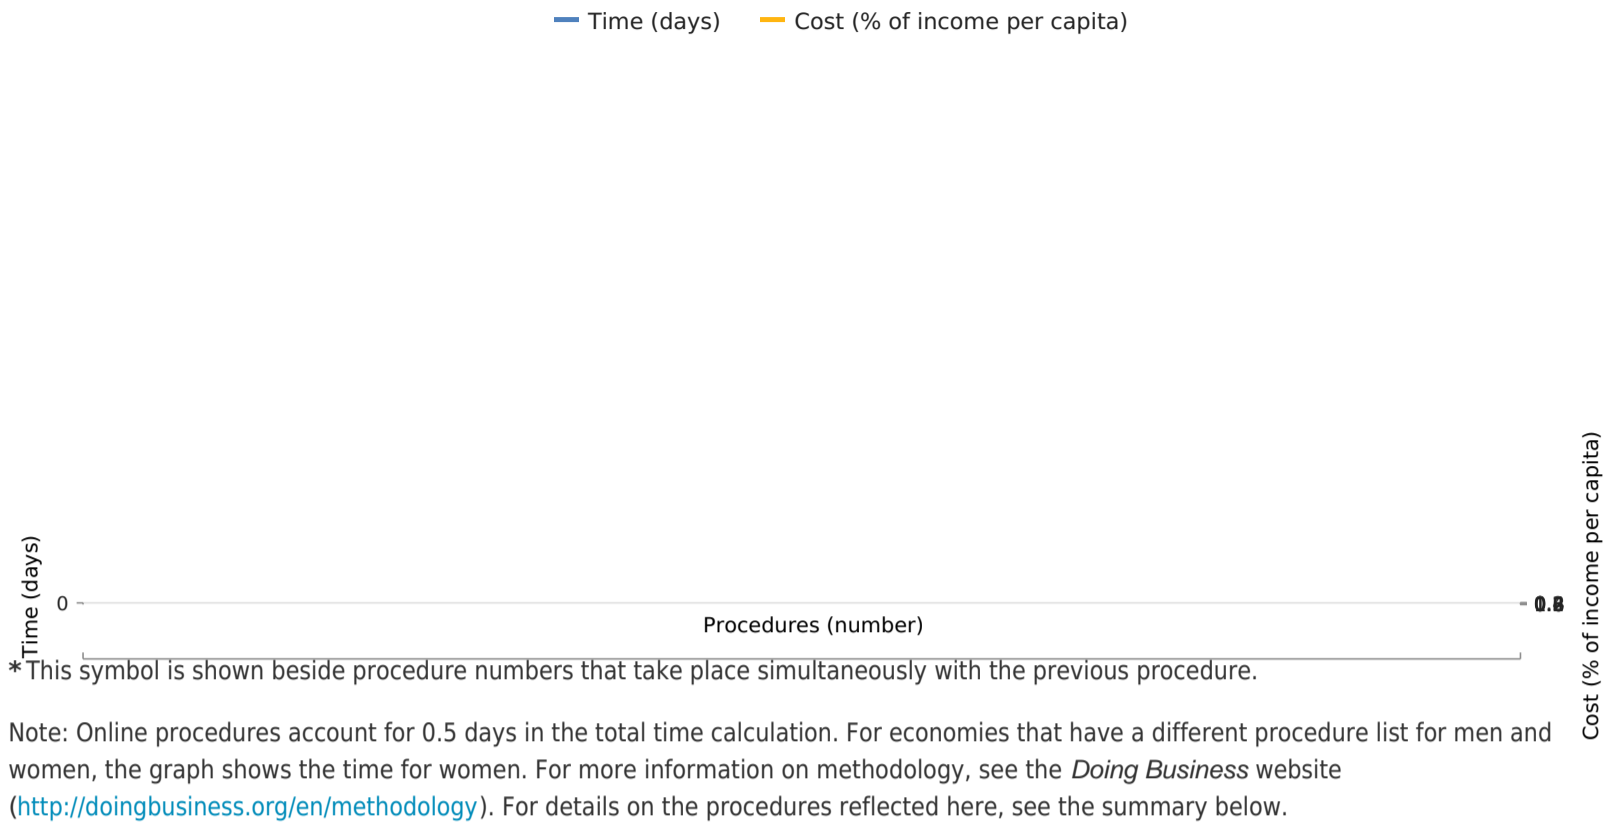 Time (days) Cost (% of income per capita)
Time (days)
0
Procedures (number)
Cost (% of income per capita)
*This symbol is shown beside procedure numbers that take place simultaneously with the previous procedure.
Note: Online procedures account for 0.5 days in the total time calculation. For economies that have a different procedure list for men and
women, the graph shows the time for women. For more information on methodology, see the Doing Business website
(http://doingbusiness.org/en/methodology). For details on the procedures reflected here, see the summary below.